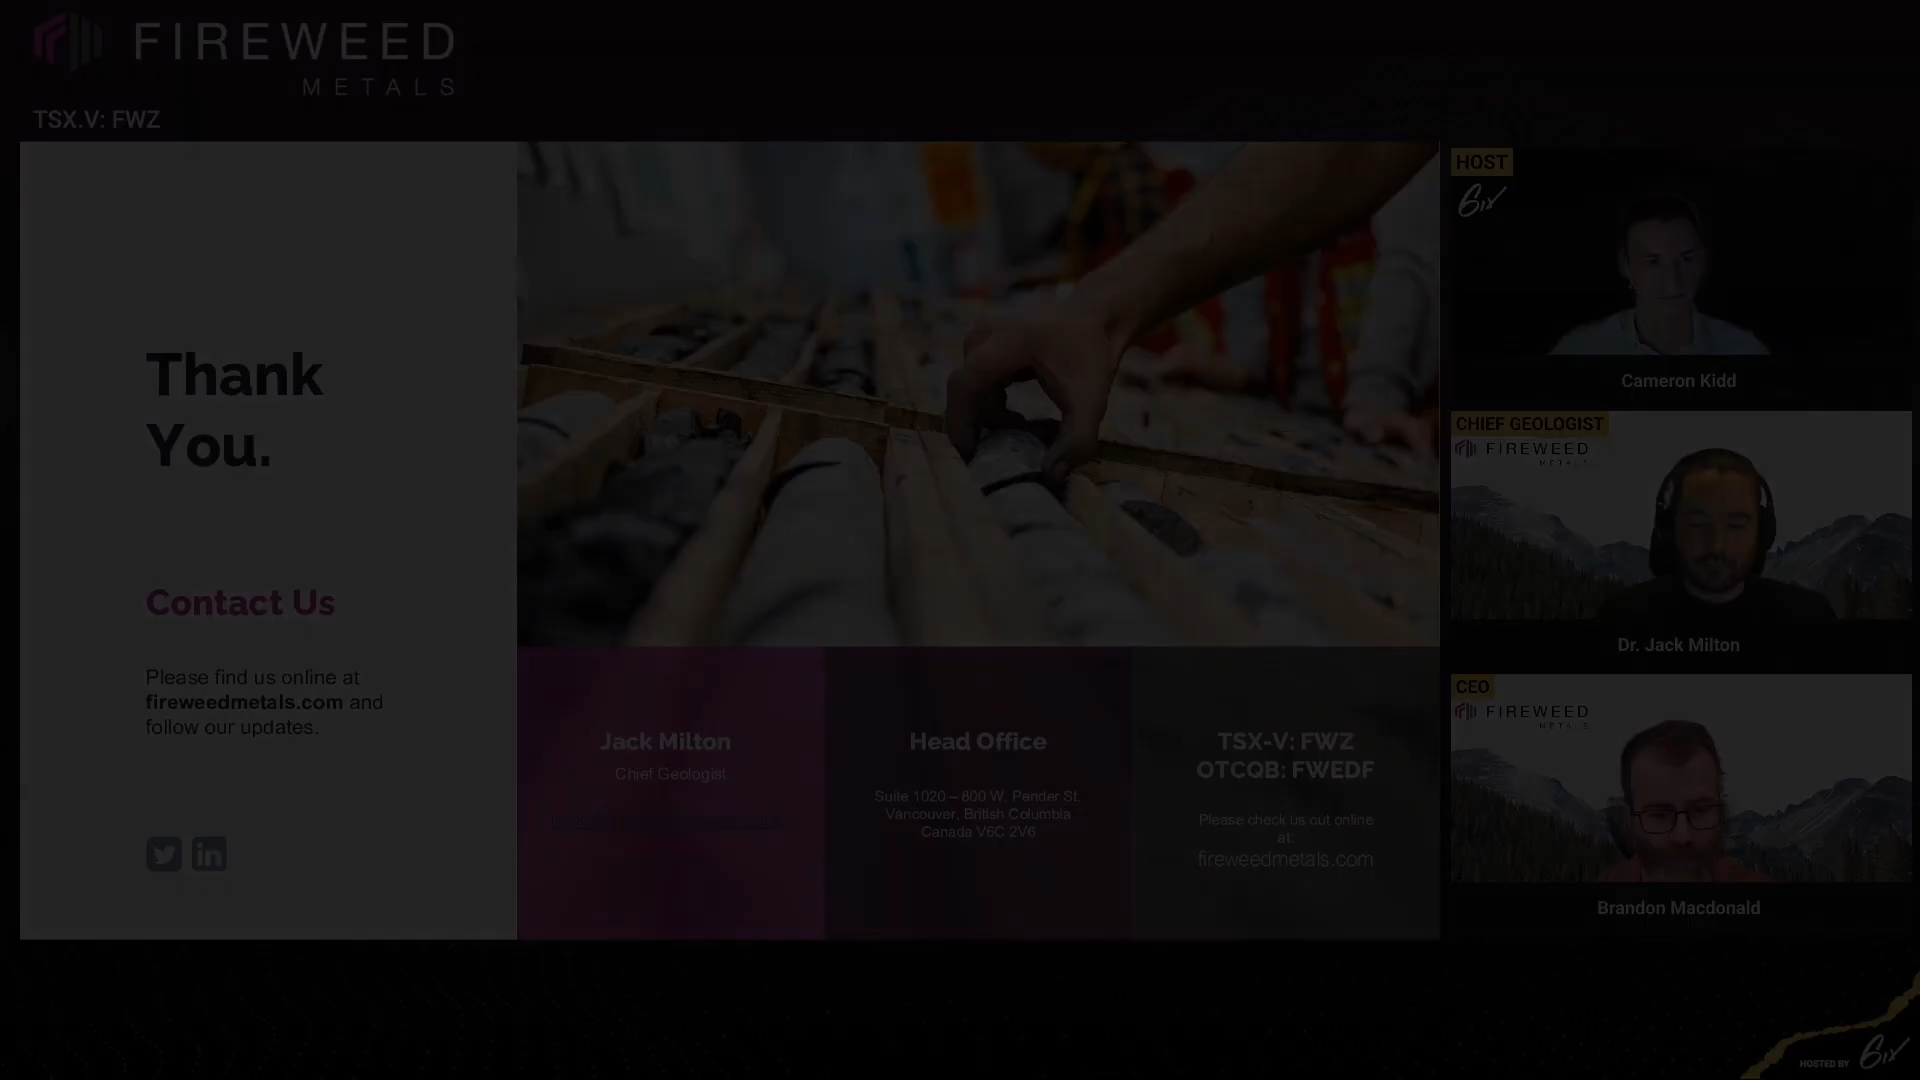 FIREWEED
METALS
TSX.V: FWZ
Thank
You.
Contact Us
Please find us online at
fireweedmetals.com and
follow our updates.
Jack Milton
Chief Geologist
Head Office
Suite 1020 – 800 W. Pender St.
Vancouver, British Columbia
Canada V6C 2V6
TSX-V: FWZ
OTCQB: FWEDF
Please check us out online
at:
fireweedmetals.com
HOST
6ix
Cameron Kidd
CHIEF GEOLOGIST
FIREWEED
METALS
Dr. Jack Milton
CEO
FIREWEED
METALS
Brandon Macdonald
HOSTED BY 6ix